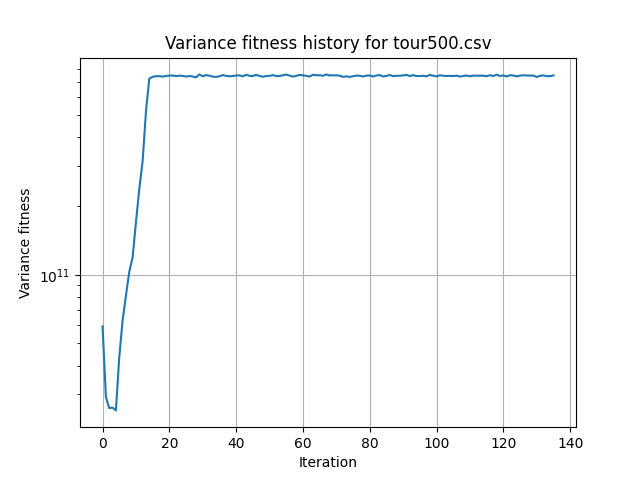 Variance fitness history for tour500.csv
Variance fitness
10¹¹
0 20 40 60 80 100 120 140
Iteration